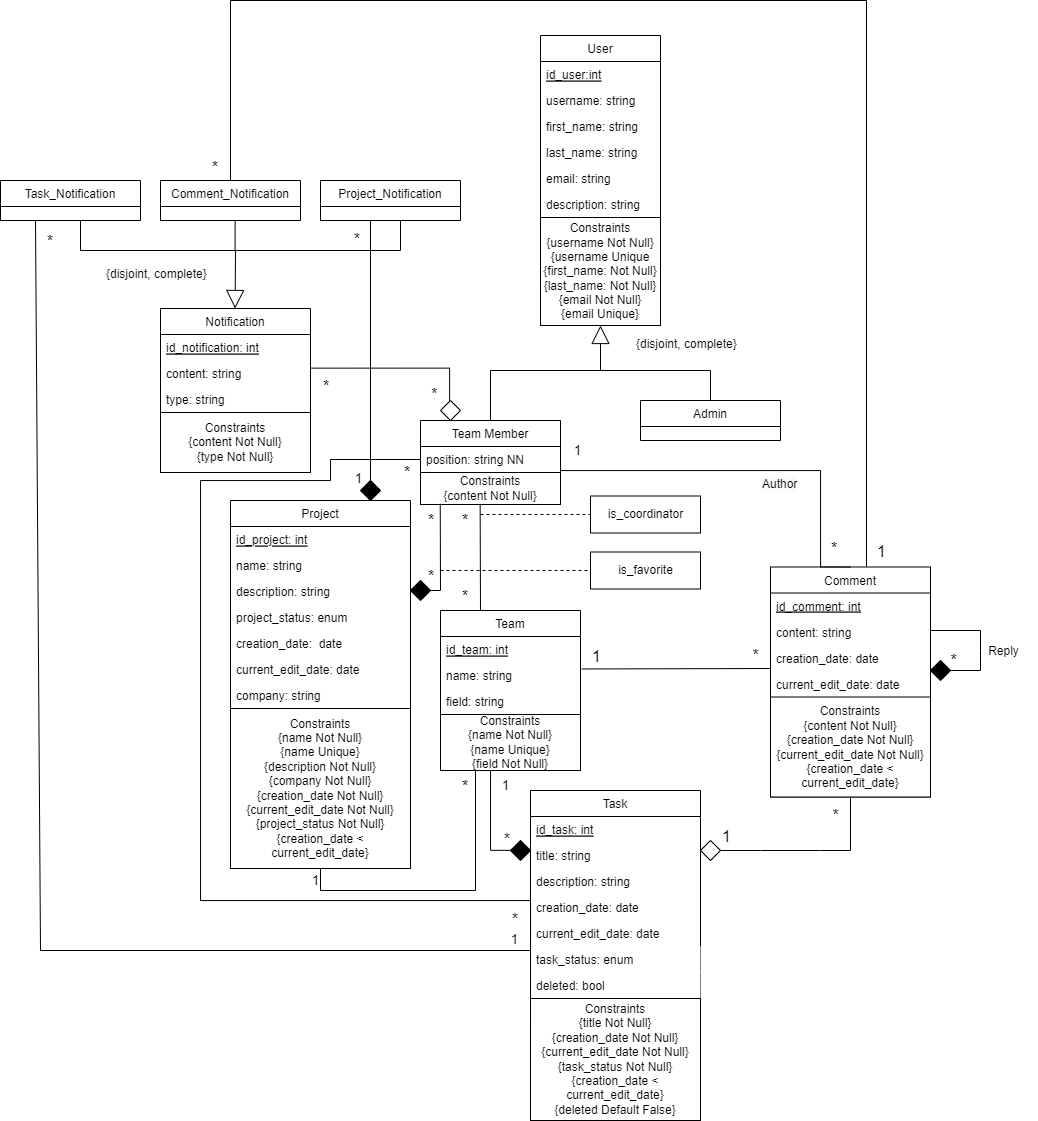 User
id_user:int
username: string
first_name: string
last_name: string
email: string
description: string
Constraints
{username Not Null}
{username Unique
{first_name: Not Null}
{last_name: Not Null}
{email Not Null}
{email Unique}
*
Task_Notification
Comment_Notification
Project_Notification
*
*
{disjoint, complete}
Notification
id_notification: int
content: string
type: string
Constraints
{content Not Null}
{type Not Null}
{disjoint, complete}
*
*
Admin
Team Member
position: string NN
Constraints
{content Not Null}
1
Author
*
1
*
1
Project
id_project: int
name: string
description: string
project_status: enum
creation_date:  date
current_edit_date: date
company: string
Constraints
{name Not Null}
{name Unique}
{description Not Null}
{company Not Null}
{creation_date Not Null}
{current_edit_date Not Null}
{project_status Not Null}
{creation_date <
current_edit_date}
1
*
*
is_coordinator
is_favorite
*
*
Team
id_team: int
name: string
field: string
Constraints
{name Not Null}
{name Unique}
{field Not Null}
1
*
Comment
id_comment: int
content: string
creation_date: date
current_edit_date: date
Constraints
{content Not Null}
{creation_date Not Null}
{current_edit_date Not Null}
{creation_date <
current_edit_date}
Reply
*
*
1
*
*
1
Task
id_task: int
title: string
description: string
creation_date: date
current_edit_date: date
task_status: enum
deleted: bool
Constraints
{title Not Null}
{creation_date Not Null}
{current_edit_date Not Null}
{task_status Not Null}
{creation_date <
current_edit_date}
{deleted Default False}
*
1